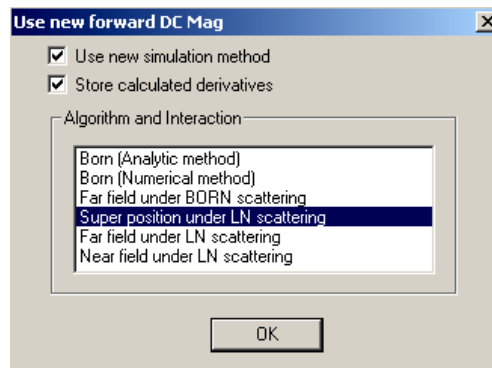 Use new forward DC Mag
Use new simulation method
Store calculated derivatives
Algorithm and Interaction
Born (Analytic method)
Born (Numerical method)
Far field under BORN scattering
Super position under LN scattering
Far field under LN scattering
Near field under LN scattering
OK